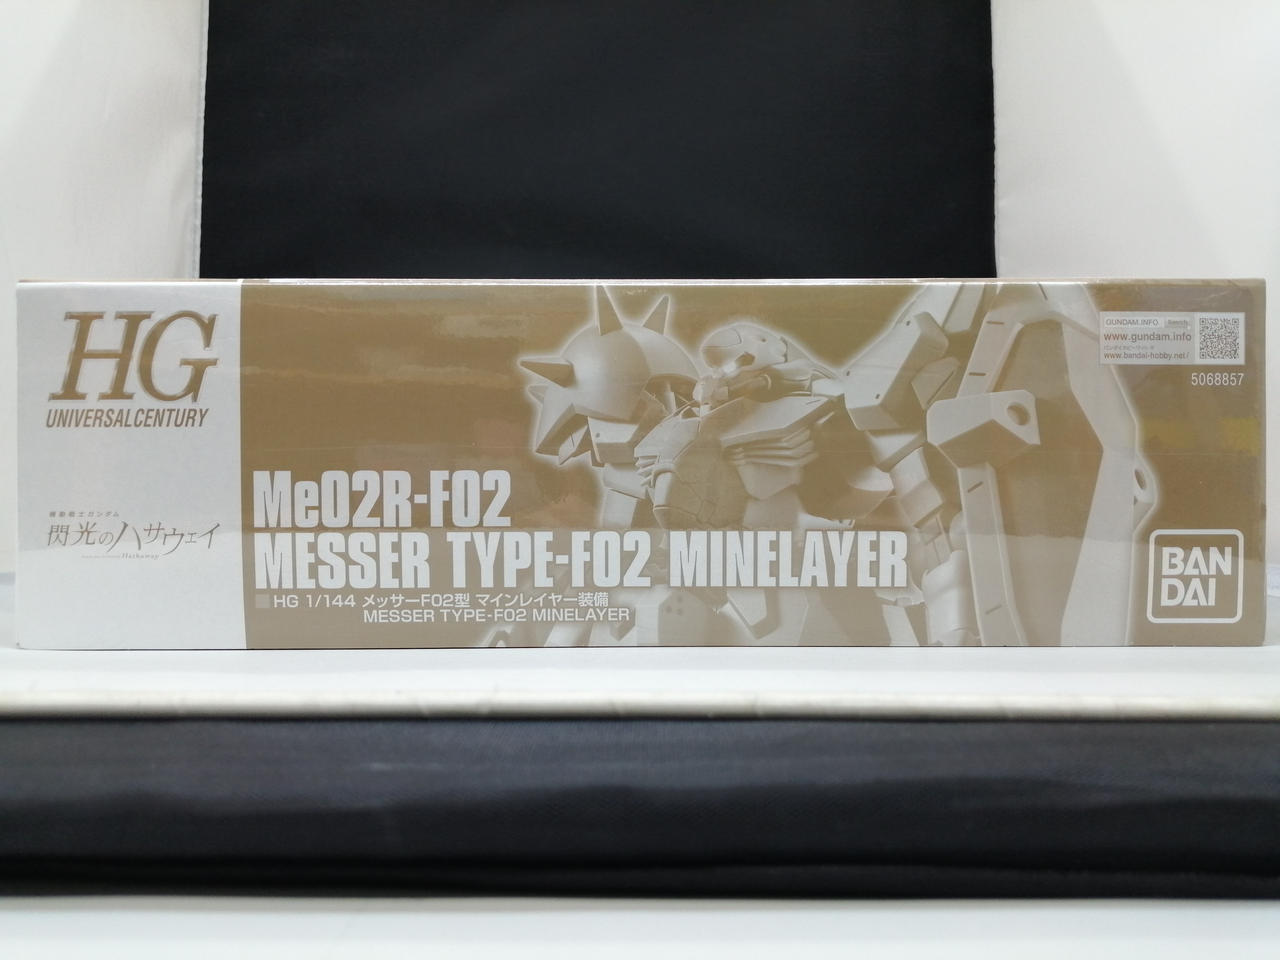 HG
UNIVERSALCENTURY
機動戦士ガンダム
閃光のハサウェイ
Hathaway
Me02R-F02
MESSER TYPE-F02 MINELAYER
HG 1/144 メッサーF02型 マインレイヤー装備
MESSER TYPE-F02 MINELAYER
GUNDAM.INFO
www.gundam.info
www.bandai-hobby.net/
5068857
BAN
DAI